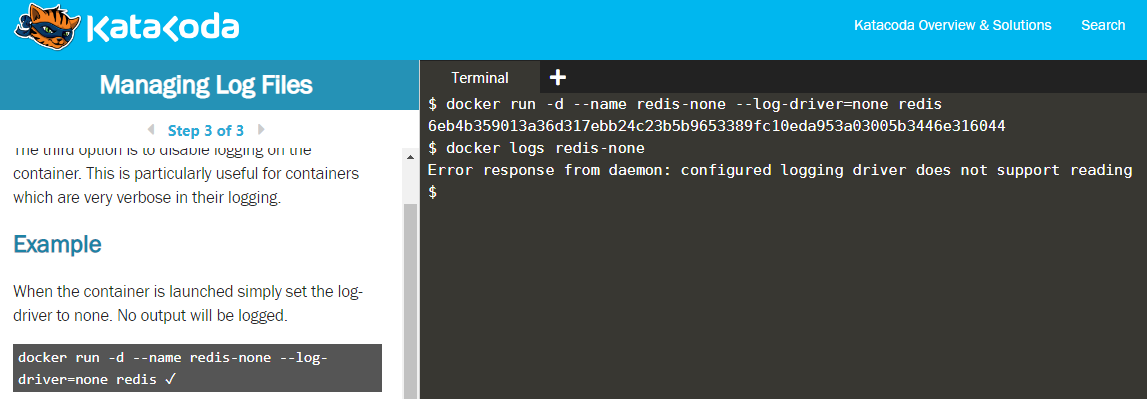 KataKoda
Katacoda Overview & Solutions
Search
Managing Log Files
Step 3 of 3
The third option is to disable logging on the
container. This is particularly useful for containers
which are very verbose in their logging.
Example
When the container is launched simply set the log-
driver to none. No output will be logged.
docker run -d --name redis-none --log-
driver=none redis ✓
Terminal
$ docker run -d --name redis-none --log-driver=none redis
6eb4b359013a36d317ebb24c23b5b9653389fc10eda953a03005b3446e316044
$ docker logs redis-none
Error response from daemon: configured logging driver does not support reading
$